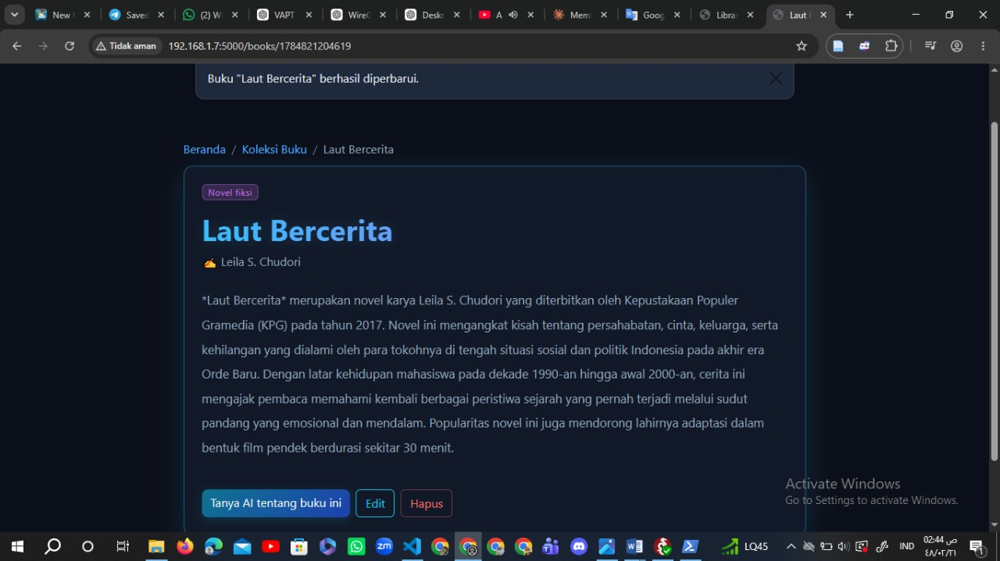 New t
Saved
(2) W
VAPT
WireG
Deskr
A
Mem
Goog
Libra
Laut
Tidak aman
192.168.1.7:5000/books/1784821204619
Buku "Laut Bercerita" berhasil diperbarui.
Beranda / Koleksi Buku / Laut Bercerita
Novel fiksi
Laut Bercerita
Leila S. Chudori
*Laut Bercerita* merupakan novel karya Leila S. Chudori yang diterbitkan oleh Kepustakaan Populer
Gramedia (KPG) pada tahun 2017. Novel ini mengangkat kisah tentang persahabatan, cinta, keluarga, serta
kehilangan yang dialami oleh para tokohnya di tengah situasi sosial dan politik Indonesia pada akhir era
Orde Baru. Dengan latar kehidupan mahasiswa pada dekade 1990-an hingga awal 2000-an, cerita ini
mengajak pembaca memahami kembali berbagai peristiwa sejarah yang pernah terjadi melalui sudut
pandang yang emosional dan mendalam. Popularitas novel ini juga mendorong lahirnya adaptasi dalam
bentuk film pendek berdurasi sekitar 30 menit.
Tanya AI tentang buku ini
Edit
Hapus
Activate Windows
Go to Settings to activate Windows.
zm
LQ45
IND
02:44 ص